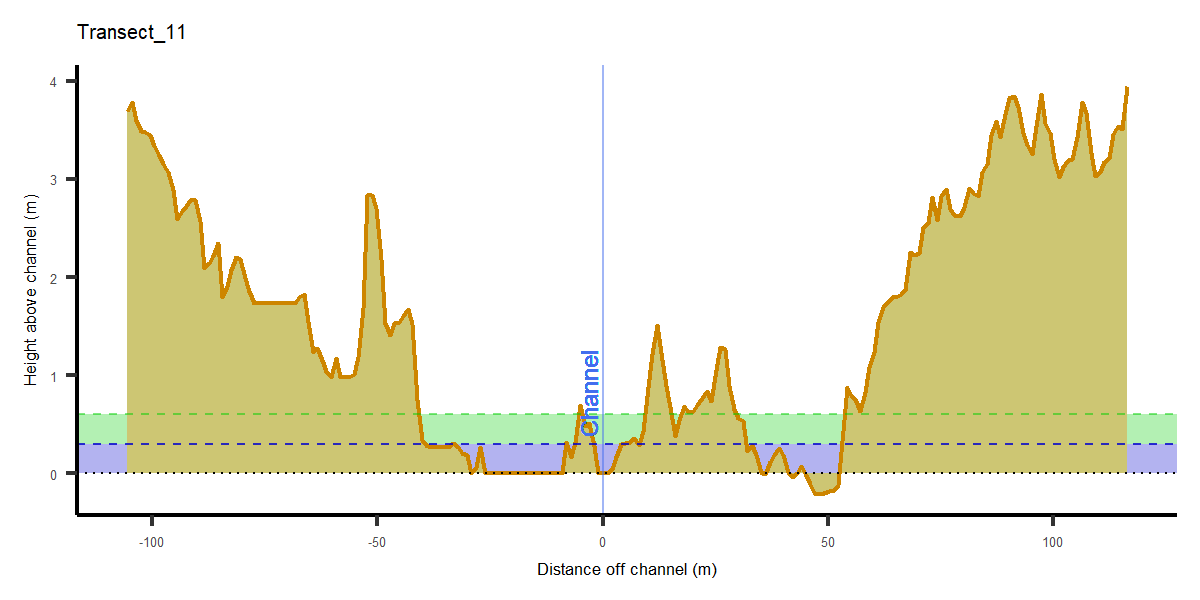 Transect_11
Height above channel (m)
4
3
2
1
0
Channel
-100
-50
0
50
100
Distance off channel (m)